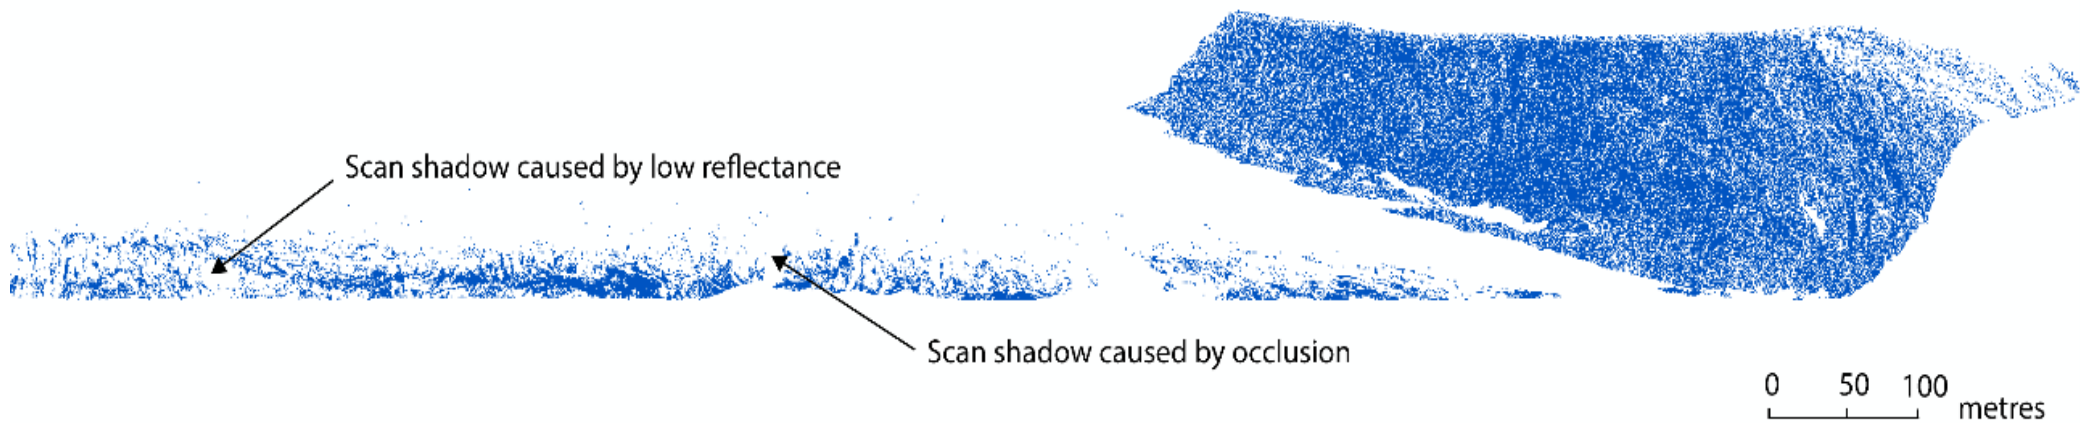 Scan shadow caused by low reflectance
Scan shadow caused by occlusion
0 50 100
metres